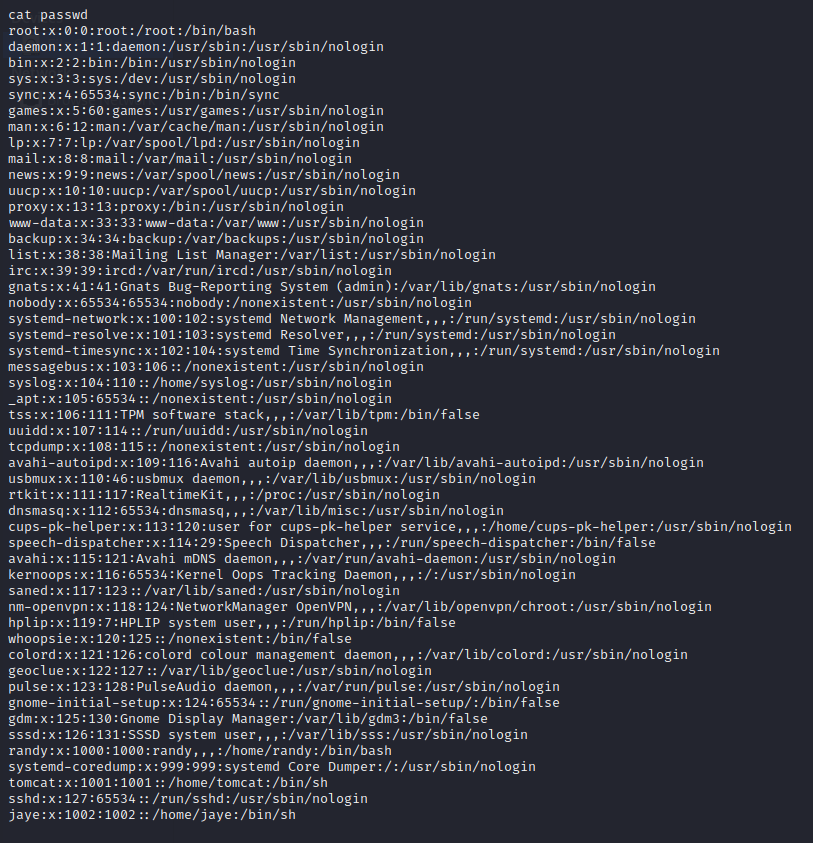 cat passwd
root:x:0:0:root:/root:/bin/bash
daemon:x:1:1:daemon:/usr/sbin:/usr/sbin/nologin
bin:x:2:2:bin:/bin:/usr/sbin/nologin
sys:x:3:3:sys:/dev:/usr/sbin/nologin
sync:x:4:65534:sync:/bin:/bin/sync
games:x:5:60:games:/usr/games:/usr/sbin/nologin
man:x:6:12:man:/var/cache/man:/usr/sbin/nologin
lp:x:7:7:lp:/var/spool/lpd:/usr/sbin/nologin
mail:x:8:8:mail:/var/mail:/usr/sbin/nologin
news:x:9:9:news:/var/spool/news:/usr/sbin/nologin
uucp:x:10:10:uucp:/var/spool/uucp:/usr/sbin/nologin
proxy:x:13:13:proxy:/bin:/usr/sbin/nologin
www-data:x:33:33:www-data:/var/www:/usr/sbin/nologin
backup:x:34:34:backup:/var/backups:/usr/sbin/nologin
list:x:38:38:Mailing List Manager:/var/list:/usr/sbin/nologin
irc:x:39:39:ircd:/var/run/ircd:/usr/sbin/nologin
gnats:x:41:41:Gnats Bug-Reporting System (admin):/var/lib/gnats:/usr/sbin/nologin
nobody:x:65534:65534:nobody:/nonexistent:/usr/sbin/nologin
systemd-network:x:100:102:systemd Network Management,,,:/run/systemd:/usr/sbin/nologin
systemd-resolve:x:101:103:systemd Resolver,,,:/run/systemd:/usr/sbin/nologin
systemd-timesync:x:102:104:systemd Time Synchronization,,,:/run/systemd:/usr/sbin/nologin
messagebus:x:103:106::/nonexistent:/usr/sbin/nologin
syslog:x:104:110::/home/syslog:/usr/sbin/nologin
_apt:x:105:65534::/nonexistent:/usr/sbin/nologin
tss:x:106:111:TPM software stack,,,:/var/lib/tpm:/bin/false
uuidd:x:107:114::/run/uuidd:/usr/sbin/nologin
tcpdump:x:108:115::/nonexistent:/usr/sbin/nologin
avahi-autoipd:x:109:116:Avahi autoip daemon,,,:/var/lib/avahi-autoipd:/usr/sbin/nologin
usbmux:x:110:46:usbmux daemon,,,:/var/lib/usbmux:/usr/sbin/nologin
rtkit:x:111:117:RealtimeKit,,,:/proc:/usr/sbin/nologin
dnsmasq:x:112:65534:dnsmasq,,,:/var/lib/misc:/usr/sbin/nologin
cups-pk-helper:x:113:120:user for cups-pk-helper service,,,:/home/cups-pk-helper:/usr/sbin/nologin
speech-dispatcher:x:114:29:Speech Dispatcher,,,:/run/speech-dispatcher:/bin/false
avahi:x:115:121:Avahi mDNS daemon,,,:/var/run/avahi-daemon:/usr/sbin/nologin
kernoops:x:116:65534:Kernel Oops Tracking Daemon,,,:/:/usr/sbin/nologin
saned:x:117:123::/var/lib/saned:/usr/sbin/nologin
nm-openvpn:x:118:124:NetworkManager OpenVPN,,,:/var/lib/openvpn/chroot:/usr/sbin/nologin
hplip:x:119:7:HPLIP system user,,,:/run/hplip:/bin/false
whoopsie:x:120:125::/nonexistent:/bin/false
colord:x:121:126:colord colour management daemon,,,:/var/lib/colord:/usr/sbin/nologin
geoclue:x:122:127::/var/lib/geoclue:/usr/sbin/nologin
pulse:x:123:128:PulseAudio daemon,,,:/var/run/pulse:/usr/sbin/nologin
gnome-initial-setup:x:124:65534::/run/gnome-initial-setup/:/bin/false
gdm:x:125:130:Gnome Display Manager:/var/lib/gdm3:/bin/false
sssd:x:126:131:SSSD system user,,,:/var/lib/sss:/usr/sbin/nologin
randy:x:1000:1000:randy,,,:/home/randy:/bin/bash
systemd-coredump:x:999:999:systemd Core Dumper:/:/usr/sbin/nologin
tomcat:x:1001:1001::/home/tomcat:/bin/sh
sshd:x:127:65534::/run/sshd:/usr/sbin/nologin
jaye:x:1002:1002::/home/jaye:/bin/sh